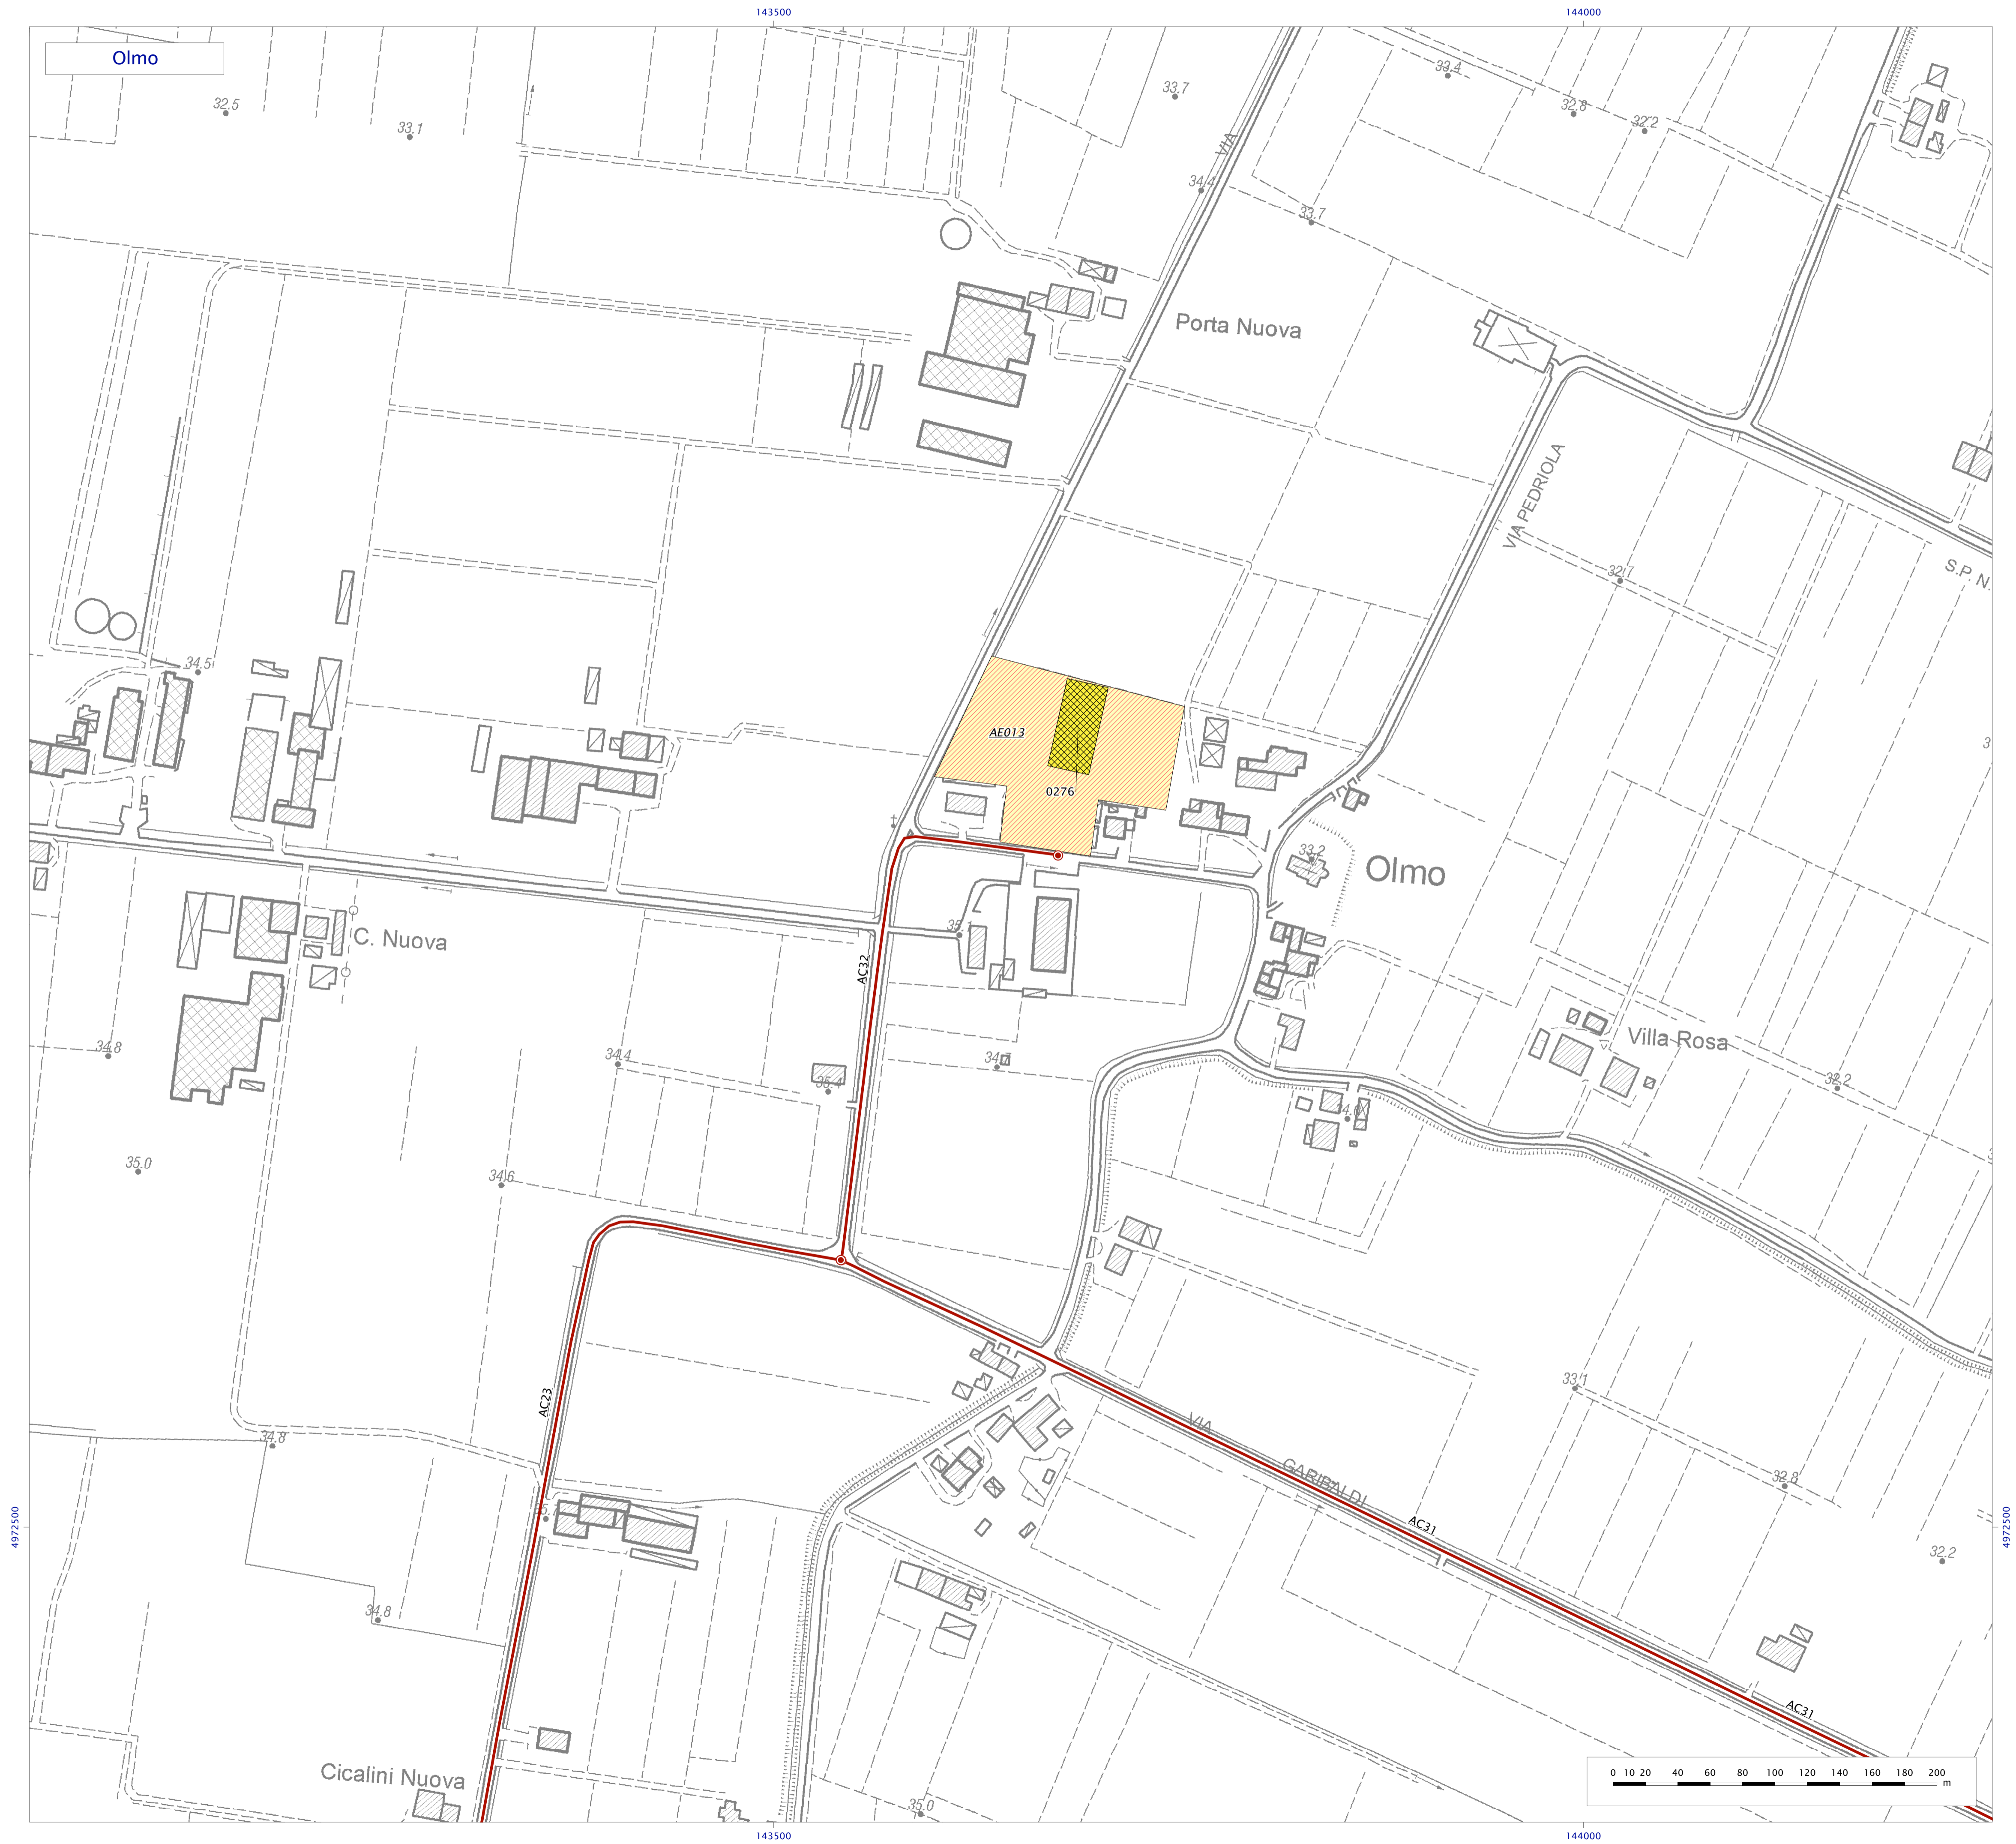 143500
144000
Olmo
33.4
33.7
32.5
32.8
32.2
33.1
VIA
34.4
33.7
Porta Nuova
VIA PEDRIOLA
S.P. N.
32.7
34.5
AE013
0276
33.2
Olmo
35.1
C. Nuova
AC32
Villa Rosa
34.8
34.4
35.4
32.2
35.0
34.6
33.1
AC23
34.8
VIA
GARIBALDI
AC31
32.8
4972500
4972500
32.2
34.8
AC31
Cicalini Nuova
35.0
0 10 20 40 60 80 100 120 140 160 180 200 m
143500
144000